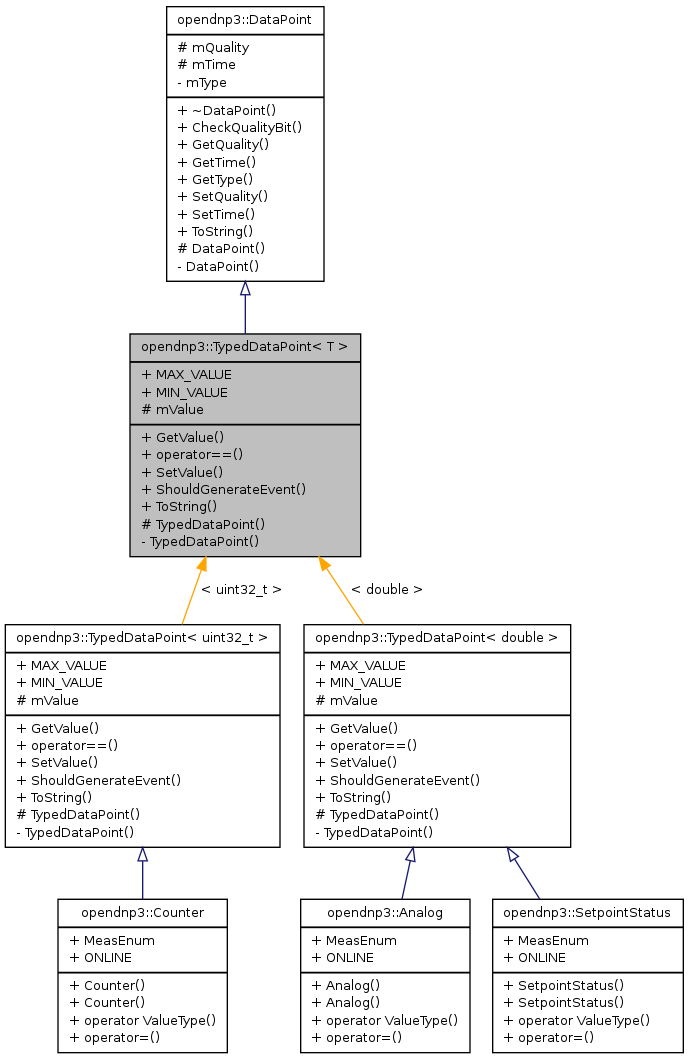 opendnp3::DataPoint
# mQuality
# mTime
- mType
+ ~DataPoint()
+ CheckQualityBit()
+ GetQuality()
+ GetTime()
+ GetType()
+ SetQuality()
+ SetTime()
+ ToString()
# DataPoint()
- DataPoint()
opendnp3::TypedDataPoint< T >
+ MAX_VALUE
+ MIN_VALUE
# mValue
+ GetValue()
+ operator==()
+ SetValue()
+ ShouldGenerateEvent()
+ ToString()
# TypedDataPoint()
- TypedDataPoint()
< uint32_t >
< double >
opendnp3::TypedDataPoint< uint32_t >
+ MAX_VALUE
+ MIN_VALUE
# mValue
+ GetValue()
+ operator==()
+ SetValue()
+ ShouldGenerateEvent()
+ ToString()
# TypedDataPoint()
- TypedDataPoint()
opendnp3::TypedDataPoint< double >
+ MAX_VALUE
+ MIN_VALUE
# mValue
+ GetValue()
+ operator==()
+ SetValue()
+ ShouldGenerateEvent()
+ ToString()
# TypedDataPoint()
- TypedDataPoint()
opendnp3::Counter
+ MeasEnum
+ ONLINE
+ Counter()
+ Counter()
+ operator ValueType()
+ operator=()
opendnp3::Analog
+ MeasEnum
+ ONLINE
+ Analog()
+ Analog()
+ operator ValueType()
+ operator=()
opendnp3::SetpointStatus
+ MeasEnum
+ ONLINE
+ SetpointStatus()
+ SetpointStatus()
+ operator ValueType()
+ operator=()